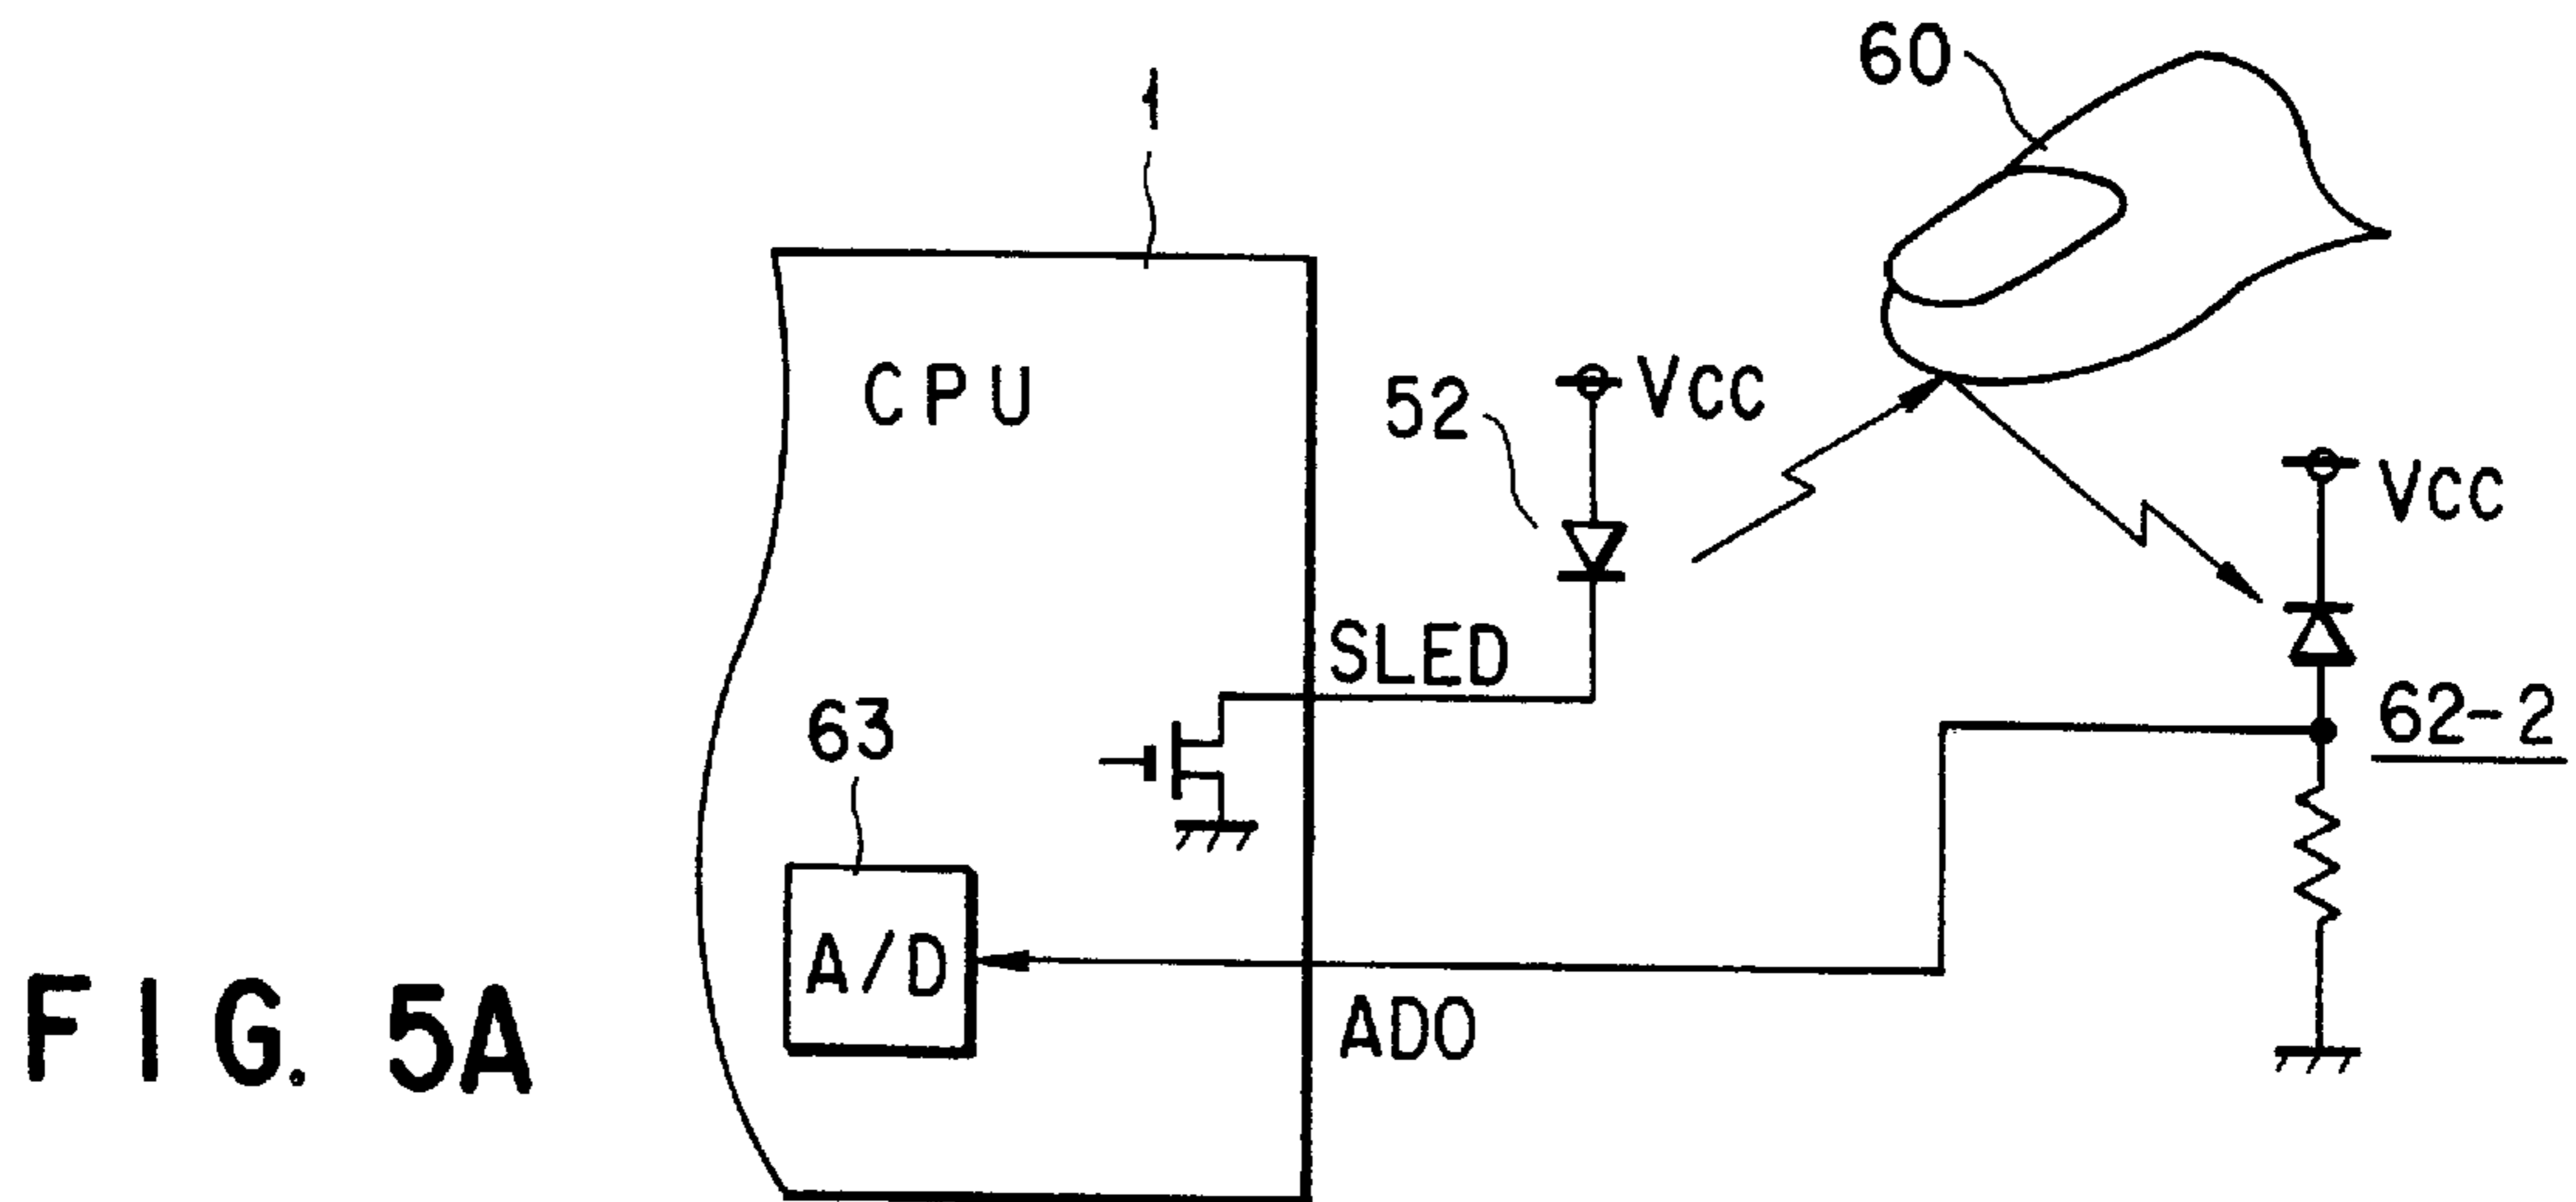 60
1
CPU
52
VCC
VCC
SLED
62-2
63
A/D
ADO
FIG. 5A